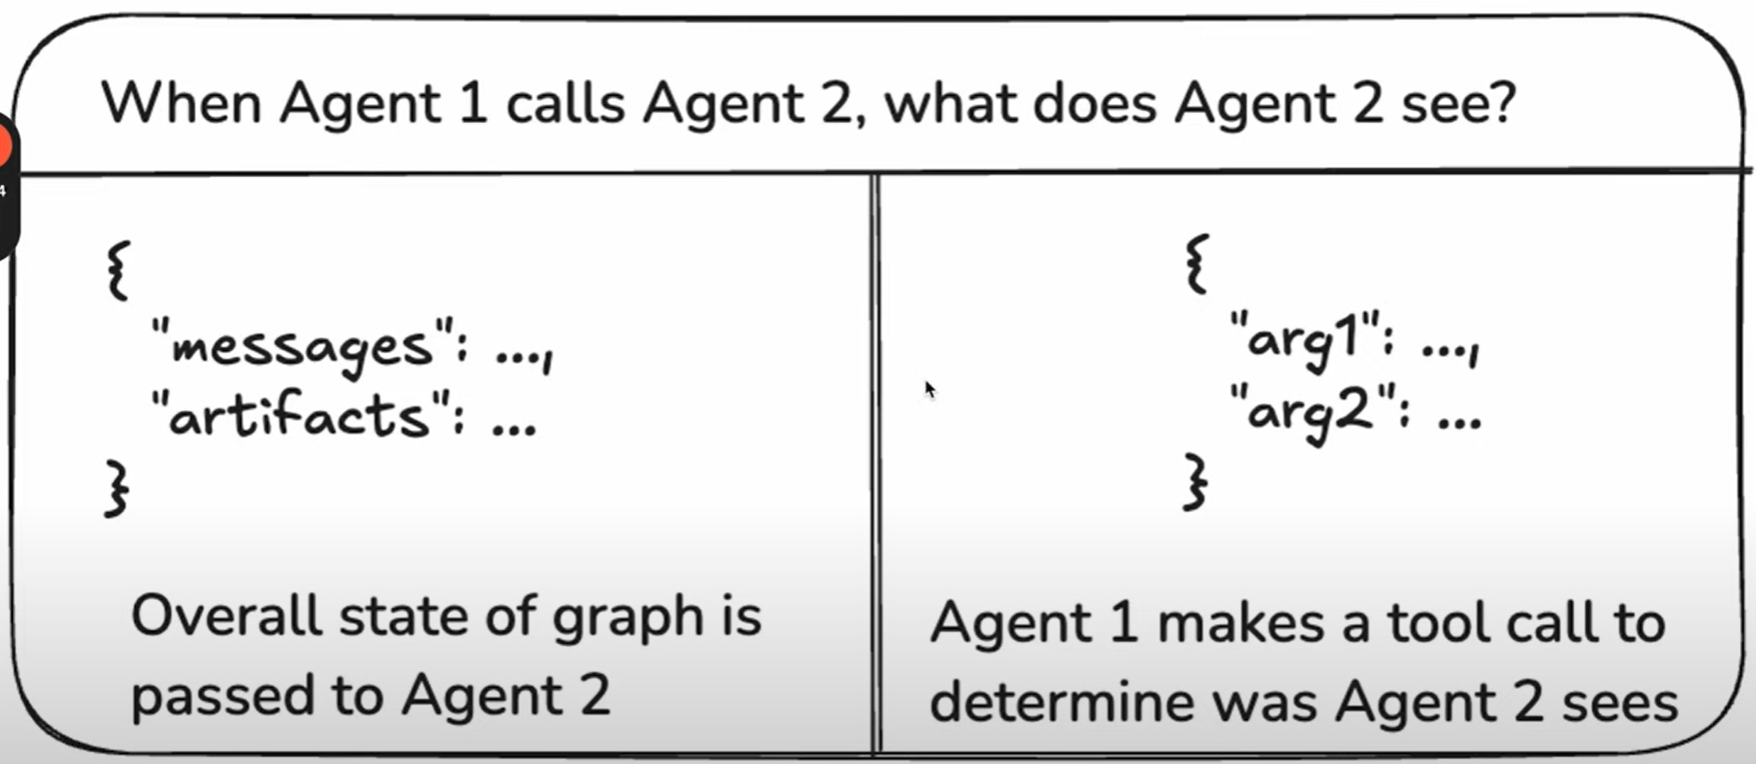 When Agent 1 calls Agent 2, what does Agent 2 see?
{
"messages": ...,
"artifacts": ...
}
Overall state of graph is
passed to Agent 2
{
"arg1": ...,
"arg2": ...
}
Agent 1 makes a tool call to
determine was Agent 2 sees
4